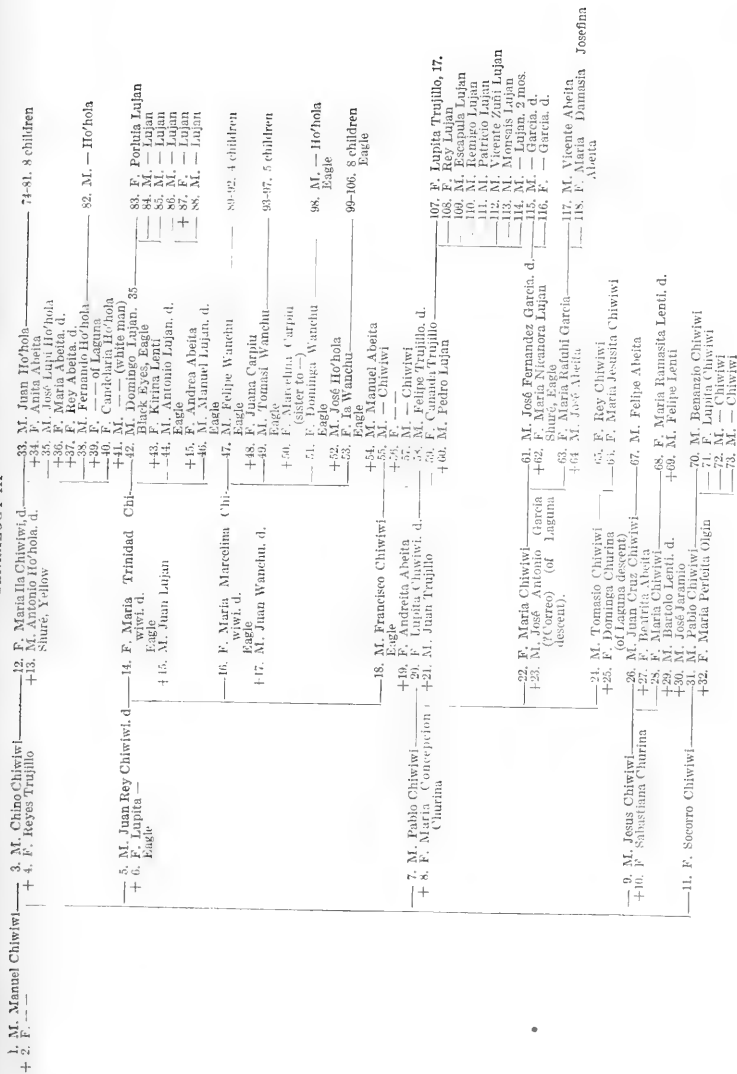 1. M. Manuel Chiwiwi
+ 2. F. — —
3. M. Chino Chiwiwi
+ 4. F. Reyes Trujillo
5. M. Juan Rey Chiwiwi. d
+ 6. F. Lupita —
Eagle
7. M. Pablo Chiwiwi
+ 8. F. Maria Concepcion
Churina
9. M. Jesus Chiwiwi
+10. F. Sabastiana Churina
11. F. Socorro Chiwiwi
12. F. Maria Ila Chiwiwi, d
+13. M. Antonio Ho'hola. d.
Shuré, Yellow
14. F. Maria Trinidad Chi-
wiwi. d.
Eagle
+15. M. Juan Lujan
16. F. Maria Marcelina Chi-
wiwi. d.
Eagle
+17. M. Juan Wanchu. d.
18. M. Francisco Chiwiwi
Eagle
+19. F. Andreita Abeita
20. F. Lupita Chiwiwi. d.
+21. M. Juan Trujillo
22. F. Maria Chiwiwi
+23. M. José Antonio Garcia
(?Correo) (of Laguna
descent).
24. M. Tomasio Chiwiwi
+25. F. Dominga Churina
(of Laguna descent)
26. M. Juan Cruz Chiwiwi
+27. F. Beatrita Abeita
28. F. Maria Chiwiwi
+29. M. Bartolo Lenti. d.
+30. M. José Jaramio
31. M. Pablo Chiwiwi
+32. F. Maria Perfeita Olgin
33. M. Juan Ho'hola
+34. F. Anita Abeita
35. M. José Lupi Ho'hola
+36. F. Maria Abeita. d.
+37. F. Rey Abeita. d.
38. M. Fernando Ho'hola
+39. F. —
of Laguna
40. F. Candelaria Ho'hola
+41. M. — — (white man)
42. M. Domingo Lujan. 35
Black Eyes, Eagle
+43. F. Kirina Lenti
44. M. Antonio Lujan. d.
Eagle
+45. F. Andrea Abeita
46. M. Manuel Lujan. d.
Eagle
47. M. Felipe Wanchu
Eagle
+48. F. Juana Carpiu
49. M. Tomasi Wanchu
Eagle
+50. F. Marcelina Carpiu
(sister to —)
51. F. Dominga Wanchu
Eagle
+52. M. José Ho'hola
53. F. Ia Wanchu
Eagle
+54. M. Manuel Abeita
55. M. — Chiwiwi
+56. F. — —
57. M. — Chiwiwi
58. M. Felipe Trujillo. d.
59. F. Canada Trujillo
+60. M. Pedro Lujan
61. M. José Fernandez Garcia. d.
+62. F. Maria Nicanora Lujan
Shuré, Eagle
63. F. Maria Rafuhi Garcia
+64 M. José Abeita
65. F. Rey Chiwiwi
66. F. Maria Jesusita Chiwiwi
67. M. Felipe Abeita
68. F. Maria Ramasita Lenti. d.
+69. M. Felipe Lenti
70. M. Benanzio Chiwiwi
71. F. Lupita Chiwiwi
72. M. — Chiwiwi
73. M. — Chiwiwi
74-81. 8 children
82. M. — Ho'hola
83. F. Portula Lujan
84. M. — Lujan
85. M. — Lujan
86. M. — Lujan
+ 87. F. — Lujan
88. M. — Lujan
89-92. 4 children
93-97. 5 children
98. M. — Ho'hola
Eagle
99-106. 8 children
Eagle
107. F. Lupita Trujillo, 17.
108. F. Rey Lujan
109. M. Escapula Lujan
110. M. Remigo Lujan
111. M. Patricio Lujan
112. M. Vicente Zuñi Lujan
113. M. Monsais Lujan
114. M. — Lujan. 2 mos.
115. M. — Garcia. d.
116. F. — Garcia. d.
117. M. Vicente Abeita
118. F. Maria Damasia Josefina
Abeita